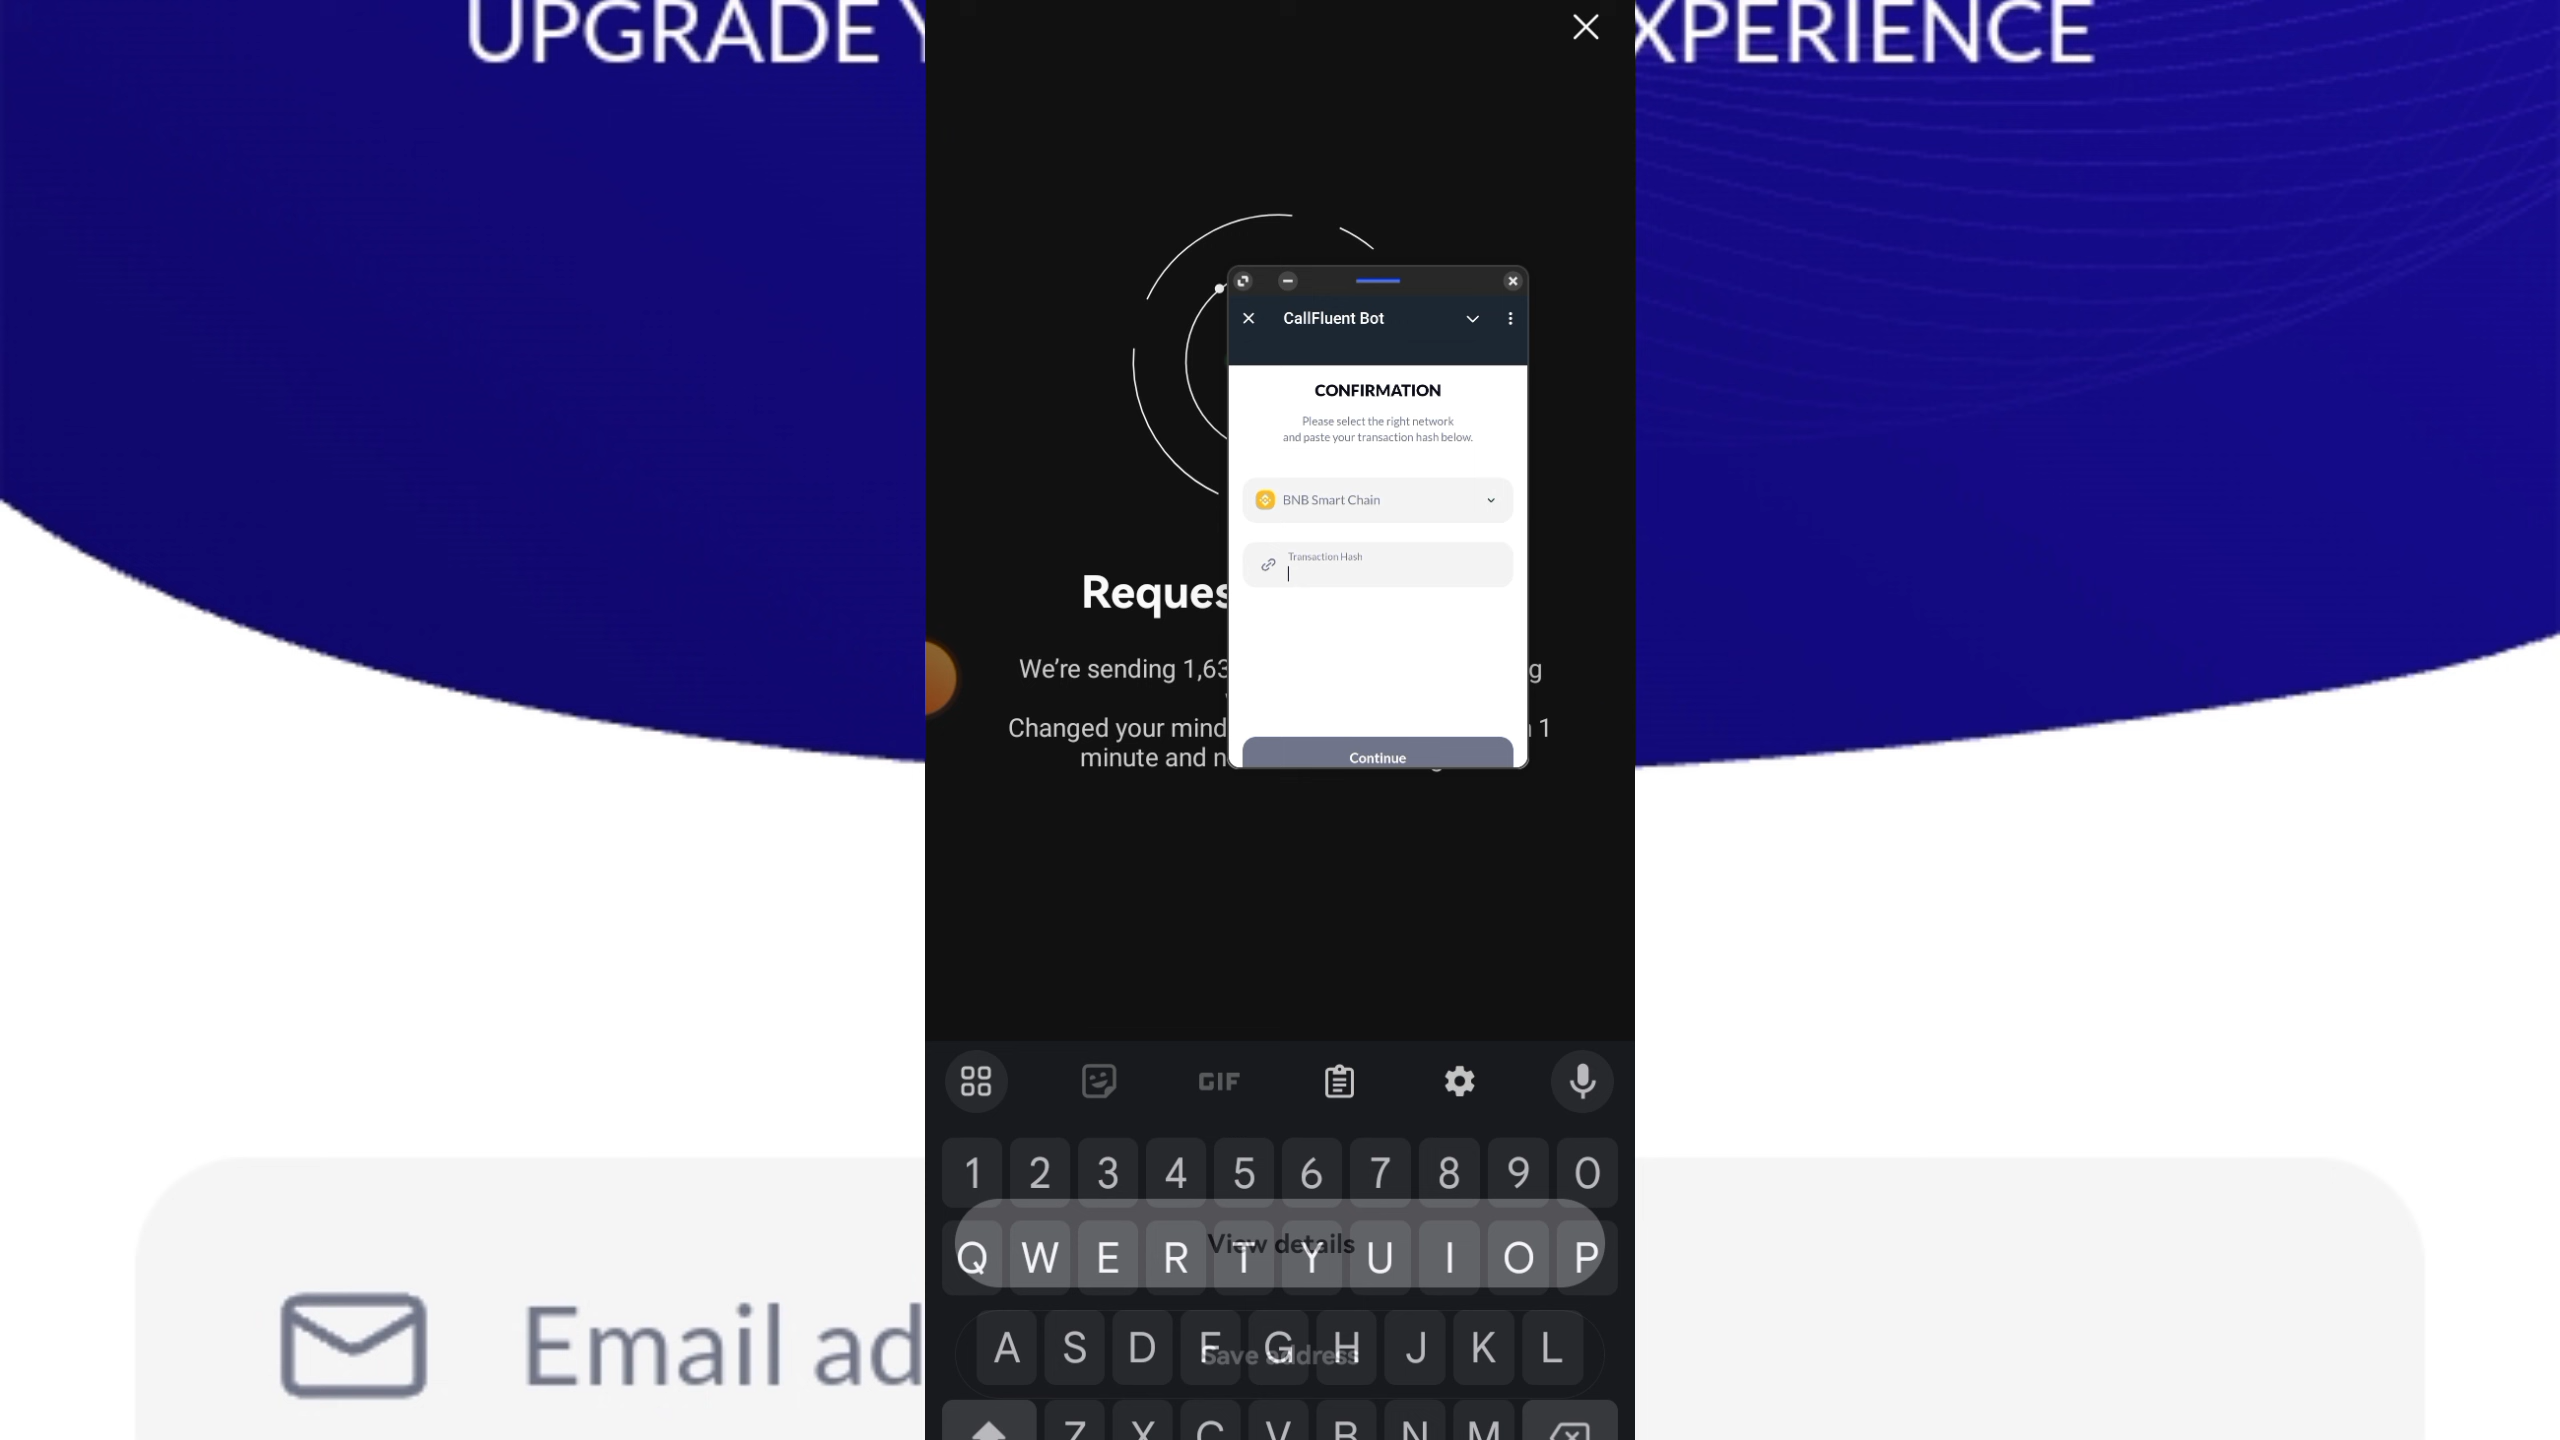 UPGRADE
XPERIENCE
CallFluent Bot
CONFIRMATION
Please select the right network
and paste your transaction hash below.
BNB Smart Chain
Transaction Hash
Reques
We're sending 1,63
g
Changed your mind
1
minute and n
Continue
GIF
1 2 3 4 5 6 7 8 9 0
View details
Q W E R T Y U I O P
Email ad
A S D F G H J K L
Save address
Z X C V B N M